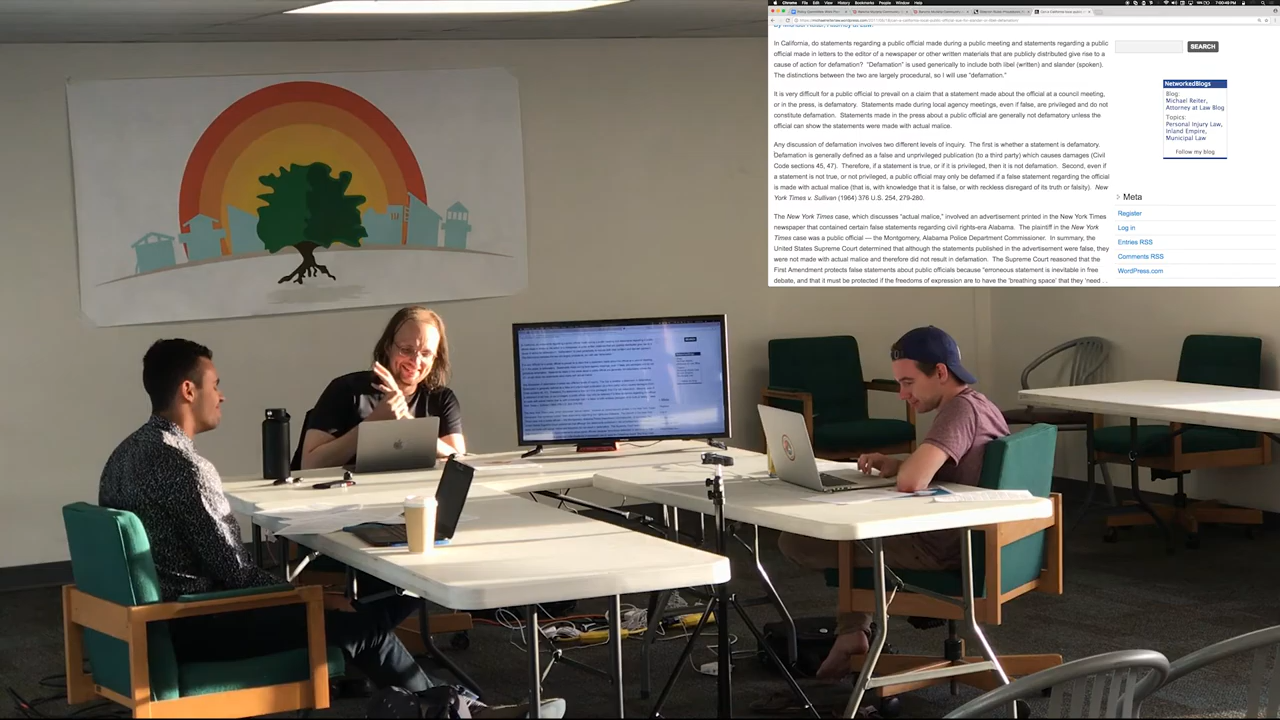 Chrome File Edit View History Bookmarks People Window Help
In California, do statements regarding a public official made during a public meeting and statements regarding a public
official made in letters to the editor of a newspaper or other written materials that are publicly distributed give rise to a
cause of action for defamation?  "Defamation" is used generally to include both libel (written) and slander (spoken).
The distinctions between the two are largely procedural, so I will use "defamation."
It is very difficult for a public official to prevail on a claim that a statement made about the official at a council meeting,
or in the press, is defamatory.  Statements made during local agency meetings, even if false, are privileged and do not
constitute defamation.  Statements made in the press about a public official are generally not defamatory unless the
official can show the statements were made with actual malice.
Any discussion of defamation involves two different levels of inquiry.  The first is whether a statement is defamatory.
Defamation is generally defined as a false and unprivileged publication (to a third party) which causes damages (Civil
Code sections 45, 47).  Therefore, if a statement is true, or if it is privileged, then it is not defamation.  Second, even if
a statement is not true, or not privileged, a public official may only be defamed if a false statement regarding the official
is made with actual malice (that is, with knowledge that it is false, or with reckless disregard of its truth or falsity).  New
York Times v. Sullivan (1964) 376 U.S. 254, 279-280.
The New York Times case, which discusses "actual malice," involved an advertisement printed in the New York Times
newspaper that contained certain false statements regarding civil rights-era Alabama.  The plaintiff in the New York
Times case was a public official — the Montgomery, Alabama Police Department Commissioner.  In summary, the
United States Supreme Court determined that although the statements published in the advertisement were false, they
were not made with actual malice and therefore did not result in defamation.  The Supreme Court reasoned that the
First Amendment protects false statements about public officials because "erroneous statement is inevitable in free
debate, and that it must be protected if the freedoms of expression are to have the 'breathing space' that they 'need ...
SEARCH
NetworkedBlogs
Blog:
Michael Reiter,
Attorney at Law Blog
Topics:
Personal Injury Law,
Inland Empire,
Municipal Law
Follow my blog
Meta
Register
Log in
Entries RSS
Comments RSS
WordPress.com